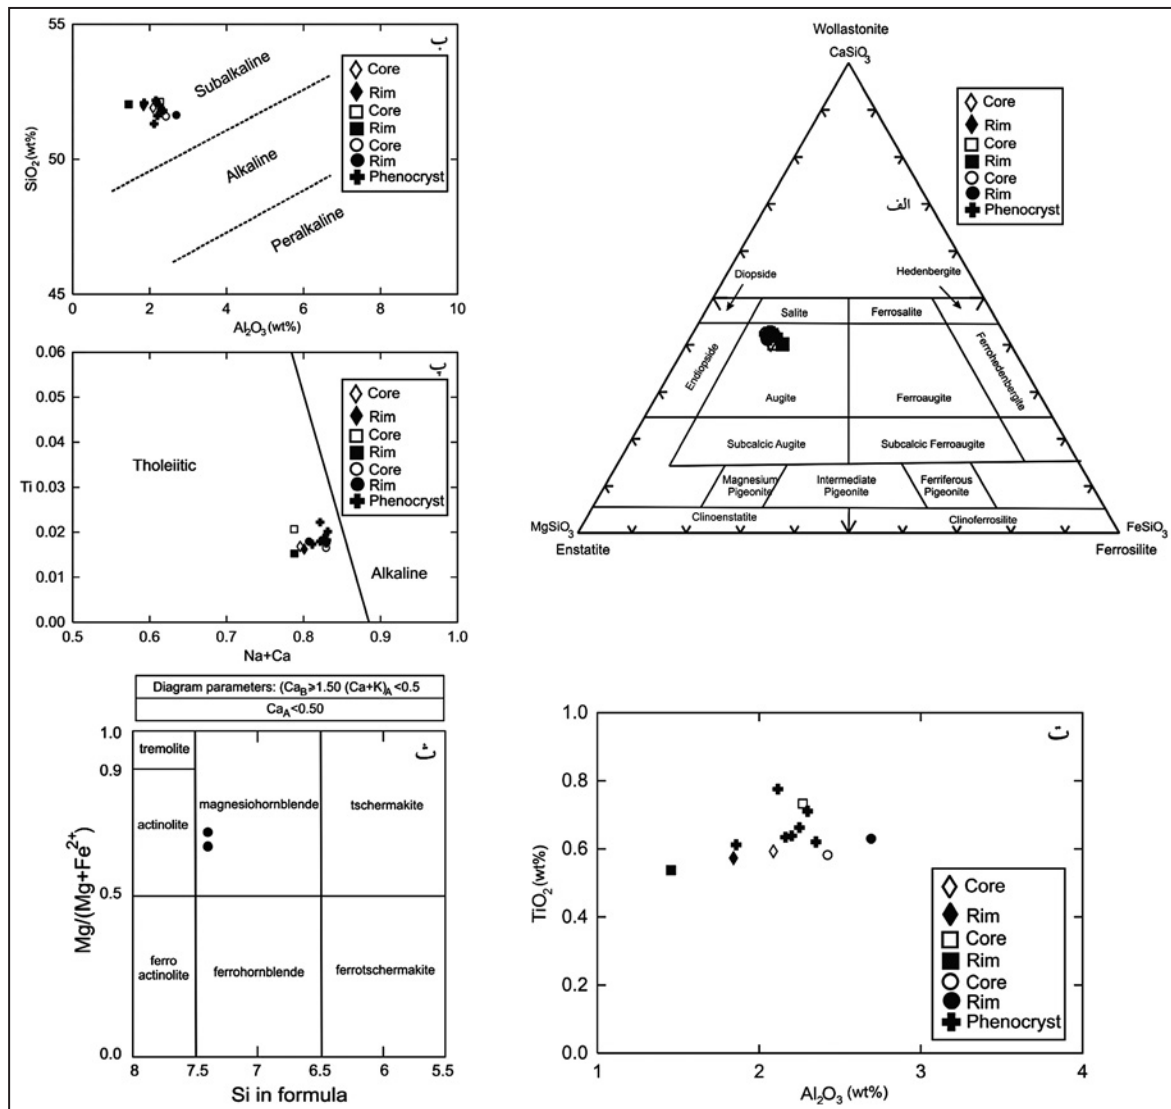 ب
55
50
45
SiO₂(wt%)
Subalkaline
Alkaline
Peralkaline
Core
Rim
Core
Rim
Core
Rim
Phenocryst
0 2 4 6 8 10
Al₂O₃(wt%)
Wollastonite
CaSiO₃
الف
Core
Rim
Core
Rim
Core
Rim
Phenocryst
Diopside
Hedenbergite
Salite
Ferrosalite
Endiopside
Ferrohedenbergite
Augite
Ferroaugite
Subcalcic Augite
Subcalcic Ferroaugite
Magnesium
Pigeonite
Intermediate
Pigeonite
Ferriferous
Pigeonite
Clinoenstatite
Clinoferrosilite
MgSiO₃
FeSiO₃
Enstatite
Ferrosilite
پ
0.06
0.05
0.04
0.03
0.02
0.01
0.00
Ti
Tholeiitic
Alkaline
Core
Rim
Core
Rim
Core
Rim
Phenocryst
0.5 0.6 0.7 0.8 0.9 1.0
Na+Ca
Diagram parameters: (Ca_B⩾1.50 (Ca+K)_A<0.5
Ca_A<0.50
ث
1.0
0.9
0.5
0.0
Mg/(Mg+Fe²⁺)
tremolite
actinolite
magnesiohornblende
tschermakite
ferro
actinolite
ferrohornblende
ferrotschermakite
8 7.5 7 6.5 6 5.5
Si in formula
ت
1.0
0.8
0.6
0.4
0.2
0.0
TiO₂(wt%)
Core
Rim
Core
Rim
Core
Rim
Phenocryst
1 2 3 4
Al₂O₃ (wt%)